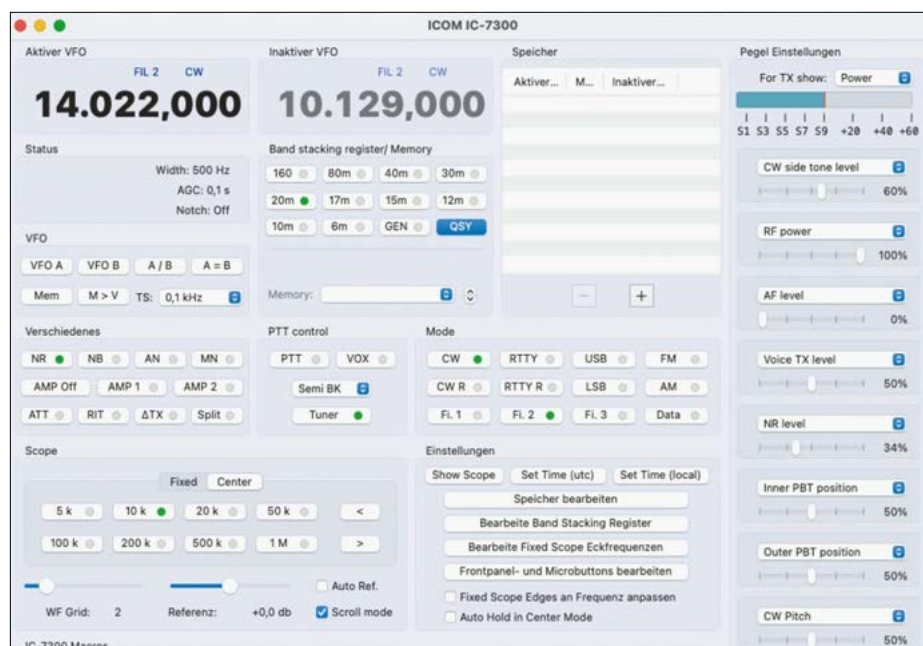 ICOM IC-7300
Aktiver VFO
FIL 2 CW
14.022,000
Inaktiver VFO
FIL 2 CW
10.129,000
Speicher
Aktiver... M... Inaktiver...
Pegel Einstellungen
For TX show: Power
S1 S3 S5 S7 S9 +20 +40 +60
Status
Width: 500 Hz
AGC: 0,1 s
Notch: Off
Band stacking register/ Memory
160 80m 40m 30m
20m 17m 15m 12m
10m 6m GEN QSY
Memory:
− +
VFO
VFO A VFO B A / B A = B
Mem M > V TS: 0,1 kHz
Verschiedenes
NR NB AN MN
AMP Off AMP 1 AMP 2
ATT RIT ΔTX Split
PTT control
PTT VOX
Semi BK
Tuner
Mode
CW RTTY USB FM
CW R RTTY R LSB AM
Fi. 1 Fi. 2 Fi. 3 Data
Scope
Fixed Center
5 k 10 k 20 k 50 k <
100 k 200 k 500 k 1 M >
Auto Ref.
WF Grid: 2 Referenz: +0,0 db Scroll mode
Einstellungen
Show Scope Set Time (utc) Set Time (local)
Speicher bearbeiten
Bearbeite Band Stacking Register
Bearbeite Fixed Scope Eckfrequenzen
Frontpanel- und Microbuttons bearbeiten
Fixed Scope Edges an Frequenz anpassen
Auto Hold in Center Mode
CW side tone level
60%
RF power
100%
AF level
0%
Voice TX level
50%
NR level
34%
Inner PBT position
50%
Outer PBT position
50%
CW Pitch
50%
IC-7300 Macros